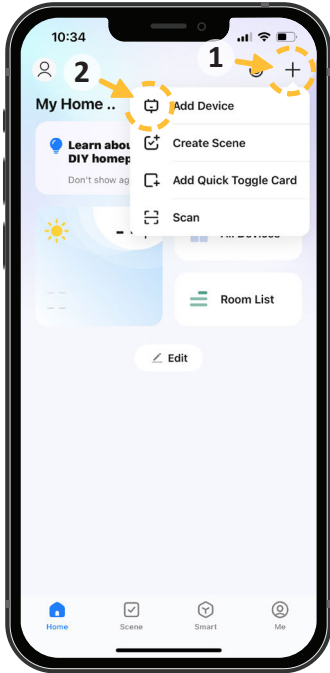 10:34
1
2
My Home ..
Add Device
Learn abou
DIY homep
Create Scene
Don't show ag
Add Quick Toggle Card
Scan
Room List
Edit
Home
Scene
Smart
Me